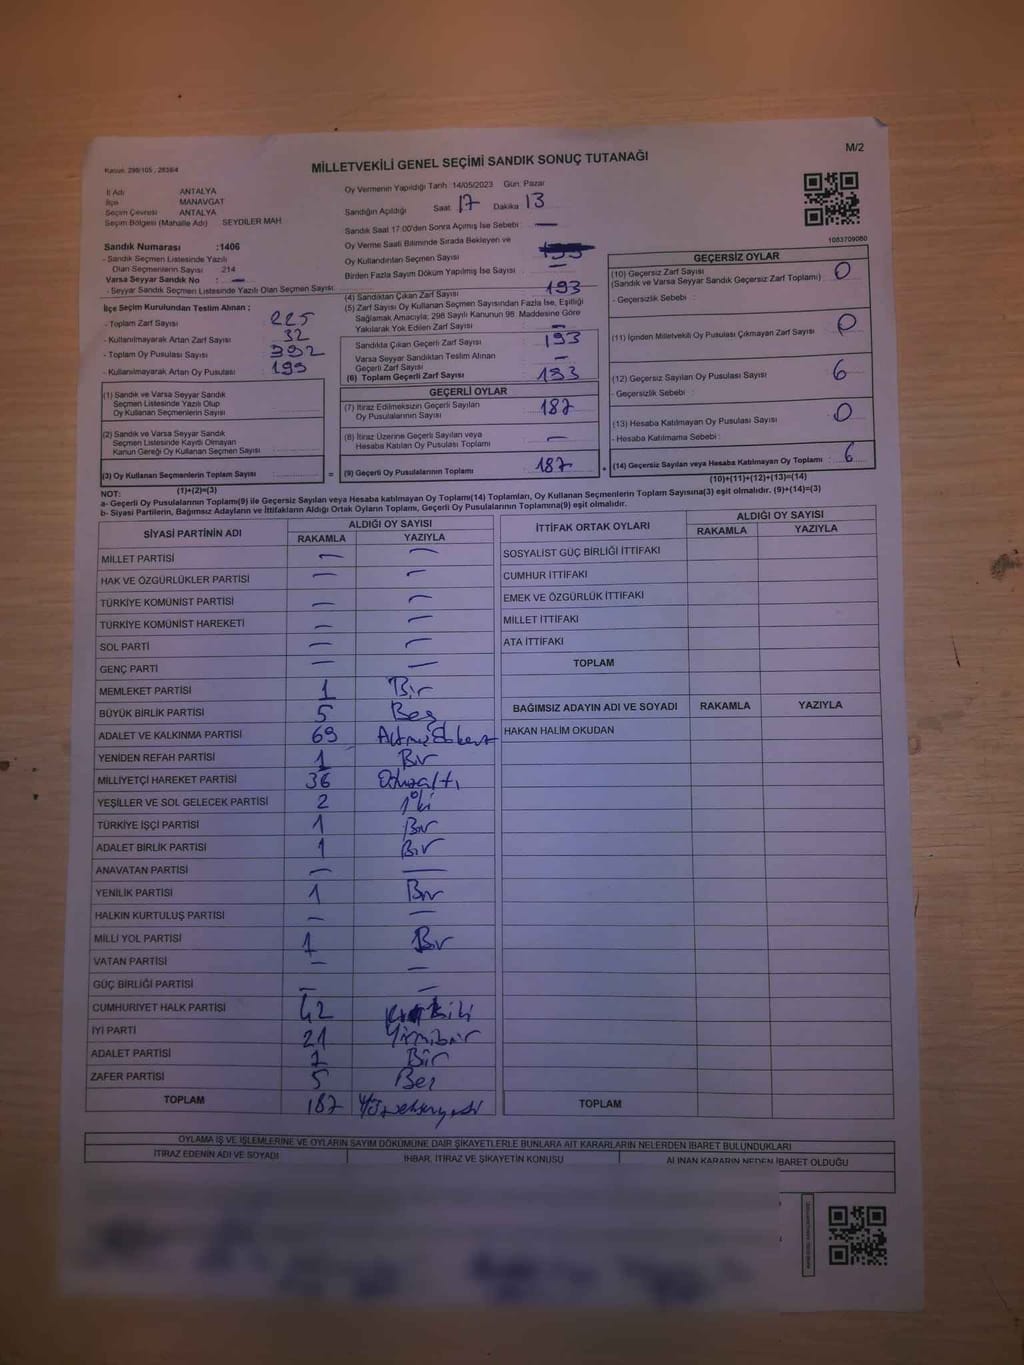 M/2
MİLLETVEKİLİ GENEL SEÇİMİ SANDIK SONUÇ TUTANAĞI
Kanun: 298/105, 2839/4
İl Adı ANTALYA
İlçe MANAVGAT
Seçim Çevresi ANTALYA
Seçim Bölgesi (Mahalle Adı) SEYDİLER MAH
Sandık Numarası :1406
- Sandık Seçmen Listesinde Yazılı
Olan Seçmenlerin Sayısı 214
Varsa Seyyar Sandık No : —
- Seyyar Sandık Seçmen Listesinde Yazılı Olan Seçmen Sayısı
İlçe Seçim Kurulundan Teslim Alınan :
- Toplam Zarf Sayısı 225
- Kullanılmayarak Artan Zarf Sayısı 32
- Toplam Oy Pusulası Sayısı 392
- Kullanılmayarak Artan Oy Pusulası 199
(1) Sandık ve Varsa Seyyar Sandık
Seçmen Listesinde Yazılı Olup
Oy Kullanan Seçmenlerin Sayısı
(2) Sandık ve Varsa Seyyar Sandık
Seçmen Listesinde Kayıtlı Olmayan
Kanun Gereği Oy Kullanan Seçmen Sayısı
(3) Oy Kullanan Seçmenlerin Toplam Sayısı =
(1)+(2)=(3)
Oy Vermenin Yapıldığı Tarih 14/05/2023 Gün: Pazar
Sandığın Açıldığı Saat 17 Dakika 13
Sandık Saat 17:00'den Sonra Açılmış İse Sebebi : —
Oy Verme Saati Bitiminde Sırada Bekleyen ve
Oy Kullandırılan Seçmen Sayısı
Birden Fazla Sayım Döküm Yapılmış İse Sayısı : —
(4) Sandıktan Çıkan Zarf Sayısı 193
(5) Zarf Sayısı Oy Kullanan Seçmen Sayısından Fazla İse, Eşitliği
Sağlamak Amacıyla; 298 Sayılı Kanunun 98. Maddesine Göre
Yakılarak Yok Edilen Zarf Sayısı : —
Sandıkta Çıkan Geçerli Zarf Sayısı : 193
Varsa Seyyar Sandıktan Teslim Alınan
Geçerli Zarf Sayısı : —
(6) Toplam Geçerli Zarf Sayısı : 193
GEÇERLİ OYLAR
(7) İtiraz Edilmeksizin Geçerli Sayılan
Oy Pusulalarının Sayısı : 187
(8) İtiraz Üzerine Geçerli Sayılan veya
Hesaba Katılan Oy Pusulası Toplamı : —
(9) Geçerli Oy Pusulalarının Toplamı : 187 +
1083709060
GEÇERSİZ OYLAR
(10) Geçersiz Zarf Sayısı
(Sandık ve Varsa Seyyar Sandık Geçersiz Zarf Toplamı) : 0
- Geçersizlik Sebebi :
(11) İçinden Milletvekili Oy Pusulası Çıkmayan Zarf Sayısı : 0
(12) Geçersiz Sayılan Oy Pusulası Sayısı : 6
- Geçersizlik Sebebi :
(13) Hesaba Katılmayan Oy Pusulası Sayısı : 0
- Hesaba Katılmama Sebebi :
(14) Geçersiz Sayılan veya Hesaba Katılmayan Oy Toplamı : 6
(10)+(11)+(12)+(13)=(14)
NOT:
a- Geçerli Oy Pusulalarının Toplamı(9) ile Geçersiz Sayılan veya Hesaba katılmayan Oy Toplamı(14) Toplamları, Oy Kullanan Seçmenlerin Toplam Sayısına(3) eşit olmalıdır. (9)+(14)=(3)
b- Siyasi Partilerin, Bağımsız Adayların ve İttifakların Aldığı Ortak Oyların Toplamı, Geçerli Oy Pusulalarının Toplamına(9) eşit olmalıdır.
SİYASİ PARTİNİN ADI ALDIĞI OY SAYISI
RAKAMLA YAZIYLA
MİLLET PARTİSİ — —
HAK VE ÖZGÜRLÜKLER PARTİSİ — —
TÜRKİYE KOMÜNİST PARTİSİ — —
TÜRKİYE KOMÜNİST HAREKETİ — —
SOL PARTİ — —
GENÇ PARTİ — —
MEMLEKET PARTİSİ 1 Bir
BÜYÜK BİRLİK PARTİSİ 5 Beş
ADALET VE KALKINMA PARTİSİ 69
YENİDEN REFAH PARTİSİ 1 Bir
MİLLİYETÇİ HAREKET PARTİSİ 36 Otuzaltı
YEŞİLLER VE SOL GELECEK PARTİSİ 2 iki
TÜRKİYE İŞÇİ PARTİSİ 1 Bir
ADALET BİRLİK PARTİSİ 1 Bir
ANAVATAN PARTİSİ — —
YENİLİK PARTİSİ 1 Bir
HALKIN KURTULUŞ PARTİSİ — —
MİLLİ YOL PARTİSİ 1 Bir
VATAN PARTİSİ — —
GÜÇ BİRLİĞİ PARTİSİ — —
CUMHURİYET HALK PARTİSİ 42
İYİ PARTİ 21 Yirmibir
ADALET PARTİSİ 1 Bir
ZAFER PARTİSİ 5 Beş
TOPLAM 187 Yüzseksenyedi
İTTİFAK ORTAK OYLARI ALDIĞI OY SAYISI
RAKAMLA YAZIYLA
SOSYALİST GÜÇ BİRLİĞİ İTTİFAKI
CUMHUR İTTİFAKI
EMEK VE ÖZGÜRLÜK İTTİFAKI
MİLLET İTTİFAKI
ATA İTTİFAKI
TOPLAM
BAĞIMSIZ ADAYIN ADI VE SOYADI RAKAMLA YAZIYLA
HAKAN HALİM OKUDAN
TOPLAM
OYLAMA İŞ VE İŞLEMLERİNE VE OYLARIN SAYIM DÖKÜMÜNE DAİR ŞİKAYETLERLE BUNLARA AİT KARARLARIN NELERDEN İBARET BULUNDUKLARI
İTİRAZ EDENİN ADI VE SOYADI İHBAR, İTİRAZ VE ŞİKAYETİN KONUSU ALINAN KARARIN NEDEN İBARET OLDUĞU